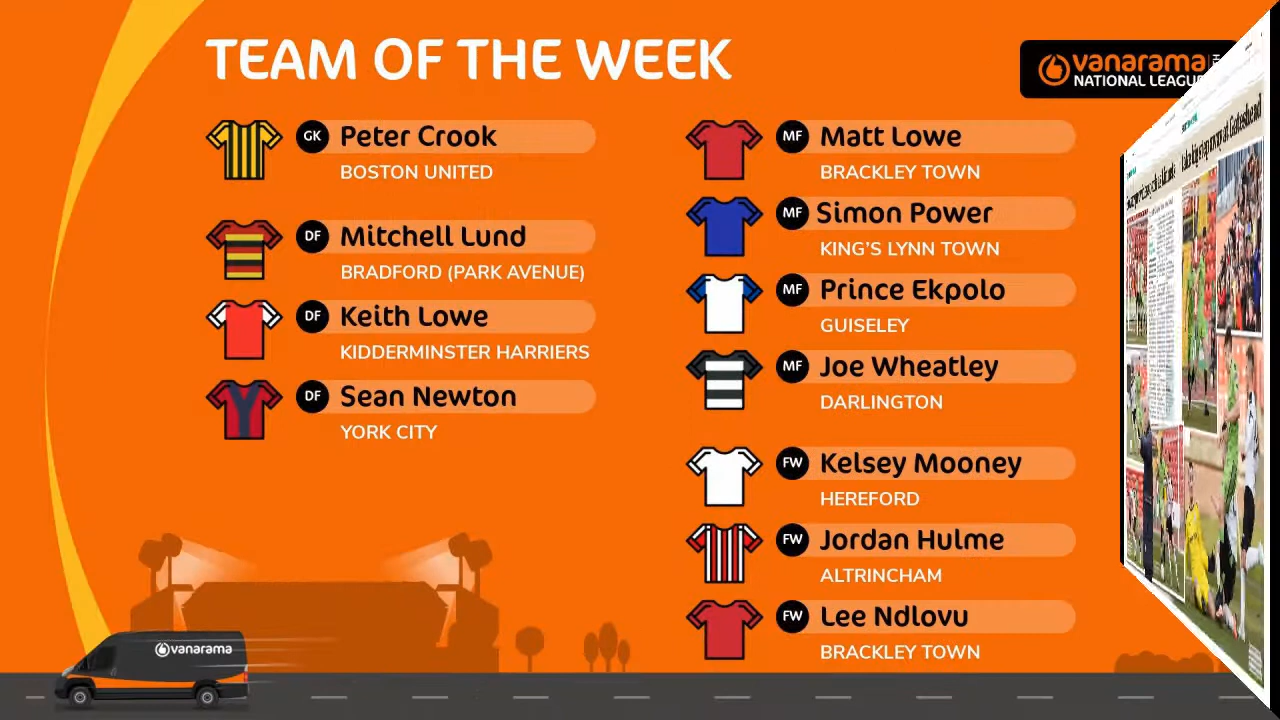 TEAM OF THE WEEK
vanarama
NATIONAL LEAGUE
GK Peter Crook
BOSTON UNITED
DF Mitchell Lund
BRADFORD (PARK AVENUE)
DF Keith Lowe
KIDDERMINSTER HARRIERS
DF Sean Newton
YORK CITY
MF Matt Lowe
BRACKLEY TOWN
MF Simon Power
KING'S LYNN TOWN
MF Prince Ekpolo
GUISELEY
MF Joe Wheatley
DARLINGTON
FW Kelsey Mooney
HEREFORD
FW Jordan Hulme
ALTRINCHAM
FW Lee Ndlovu
BRACKLEY TOWN
vanarama